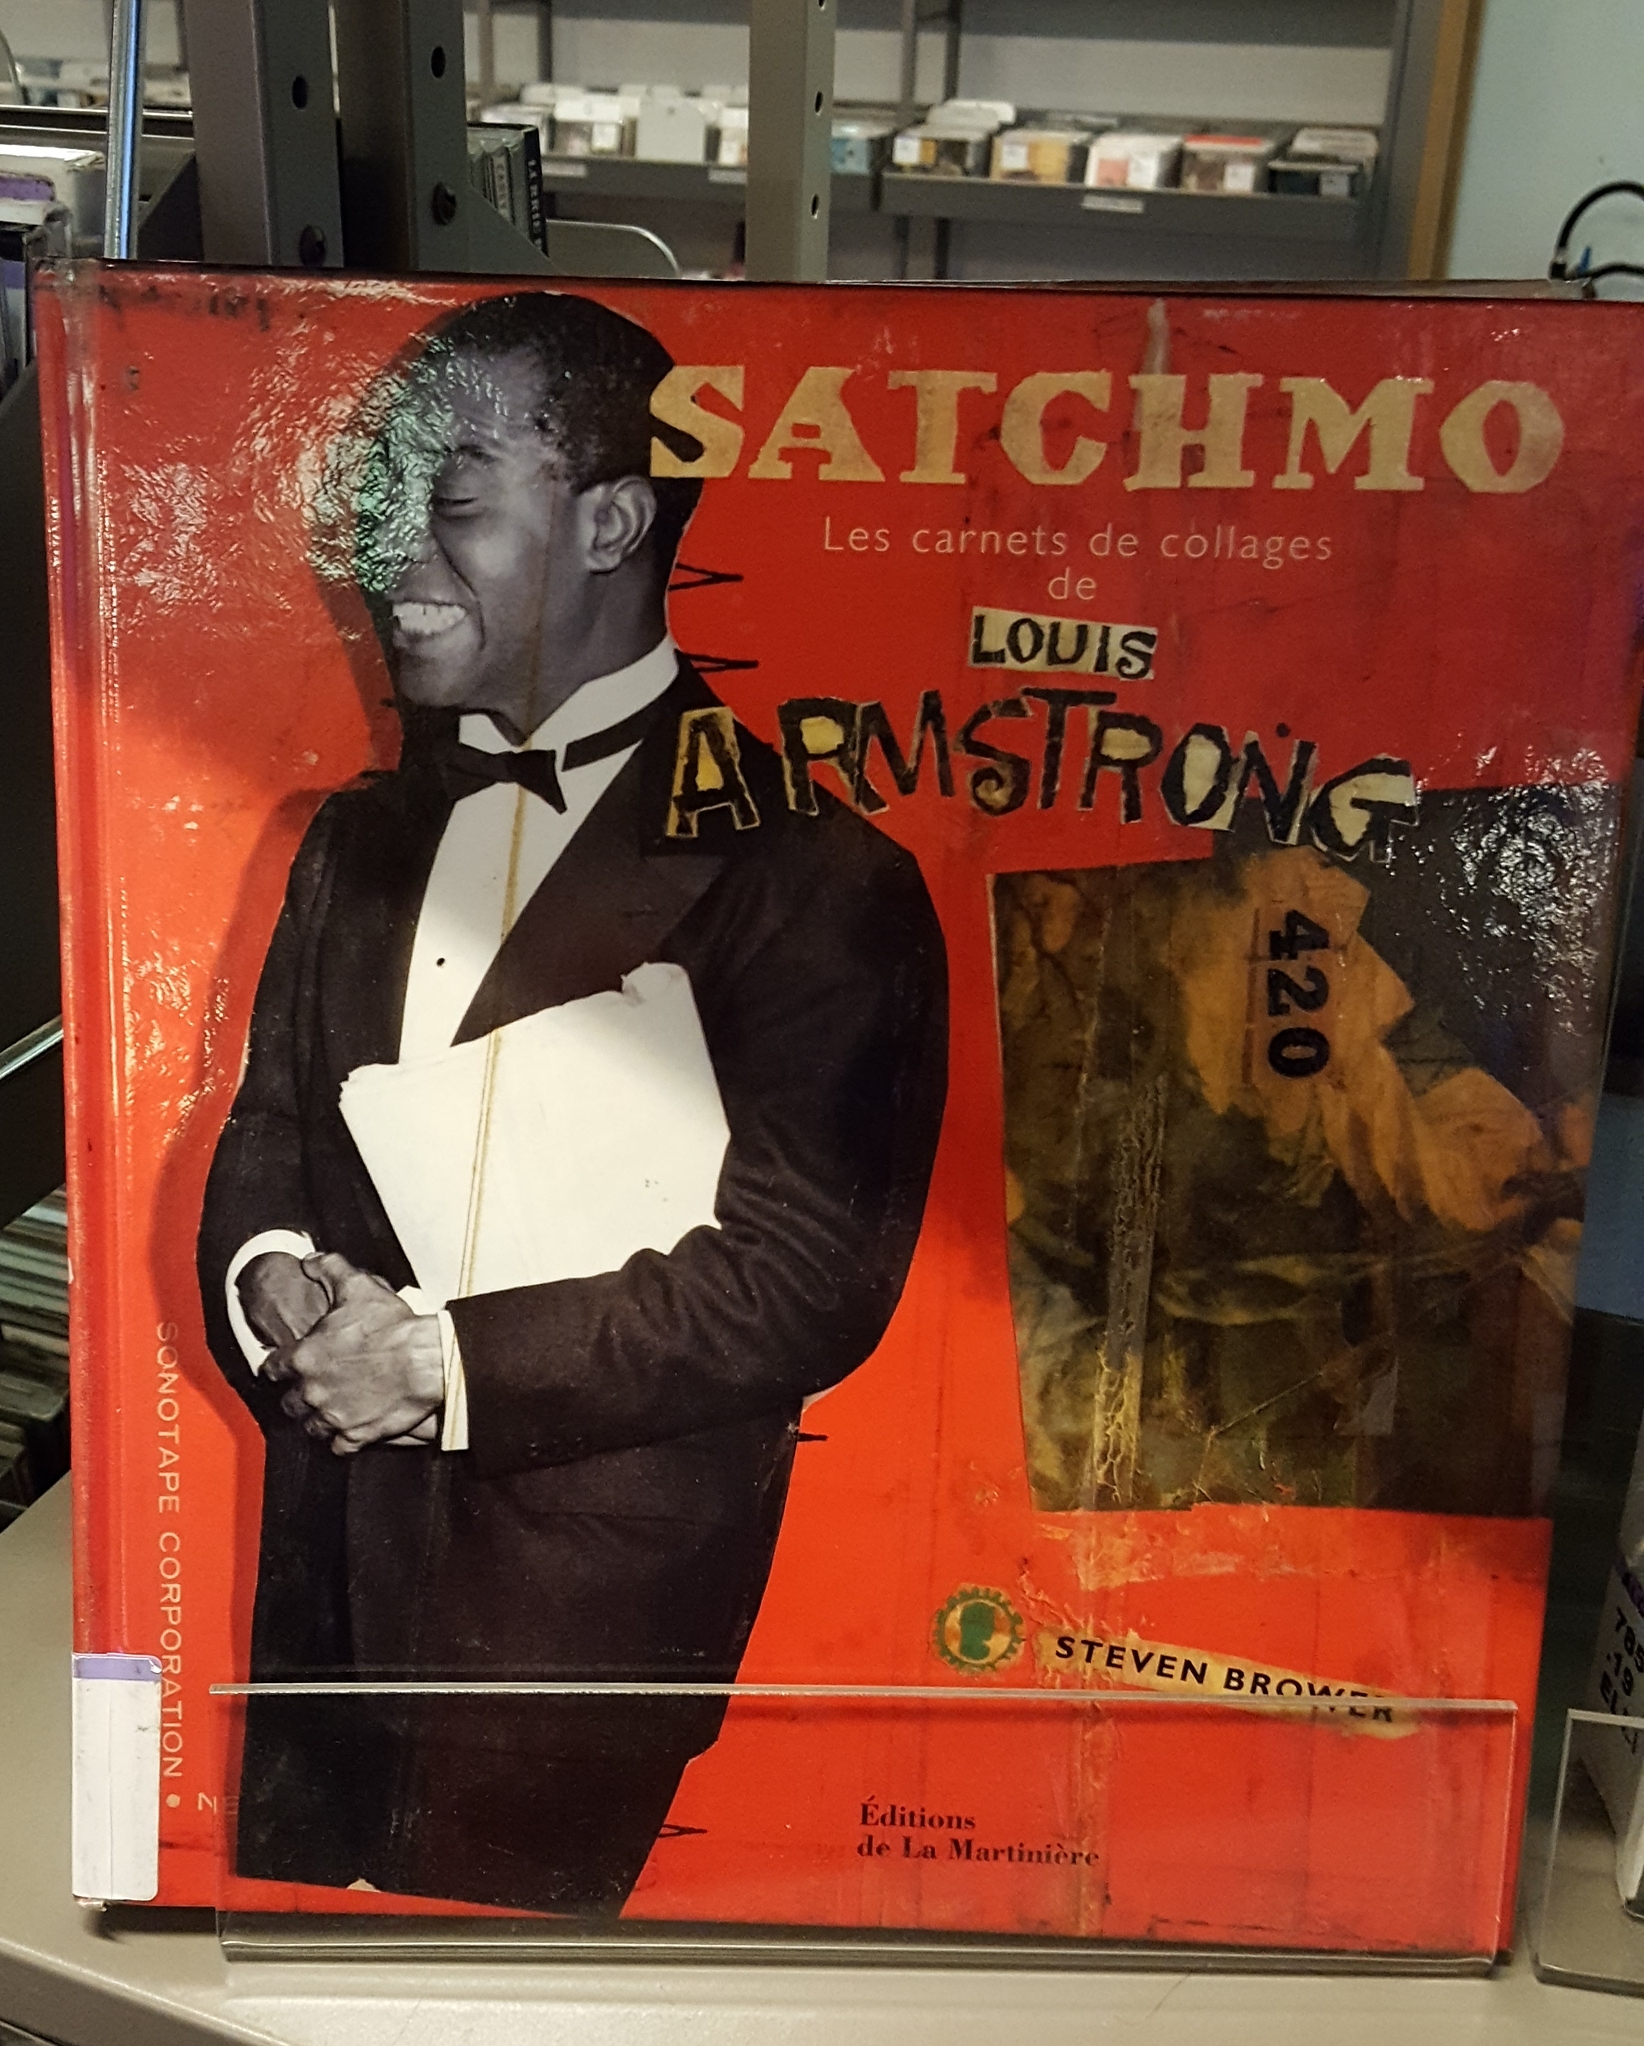 SATCHMO
Les carnets de collages
de
LOUIS
ARMSTRONG
420
STEVEN BROWER
Éditions
de La Martinière
SONOTAPE CORPORATION •